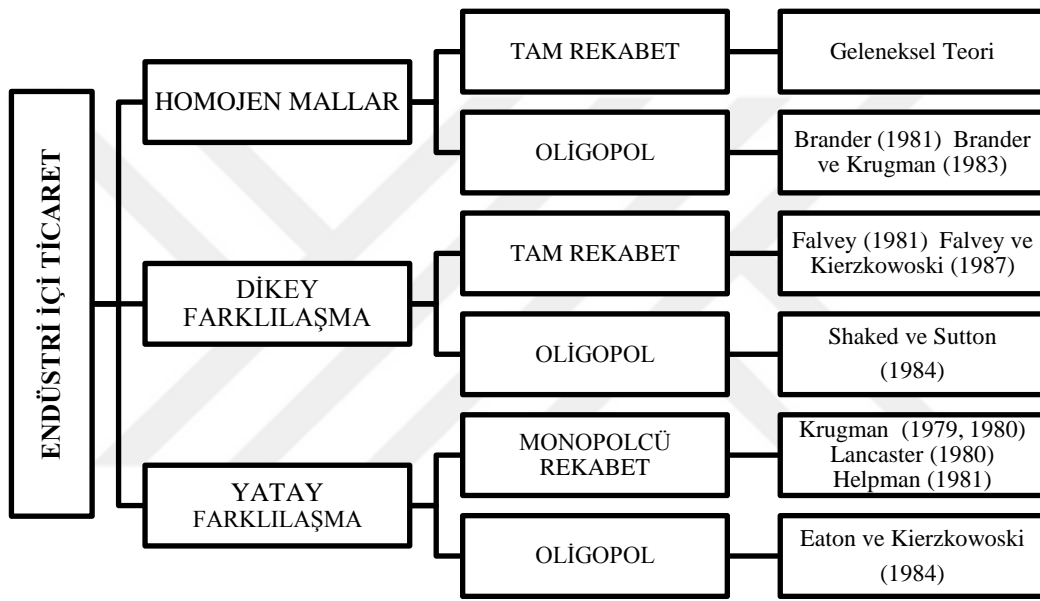 ENDÜSTRİ İÇİ TİCARET
HOMOJEN MALLAR
TAM REKABET
Geleneksel Teori
OLİGOPOL
Brander (1981) Brander
ve Krugman (1983)
DİKEY
FARKLILAŞMA
TAM REKABET
Falvey (1981) Falvey ve
Kierzkowoski (1987)
OLİGOPOL
Shaked ve Sutton
(1984)
YATAY
FARKLILAŞMA
MONOPOLCÜ
REKABET
Krugman (1979, 1980)
Lancaster (1980)
Helpman (1981)
OLİGOPOL
Eaton ve Kierzkowoski
(1984)